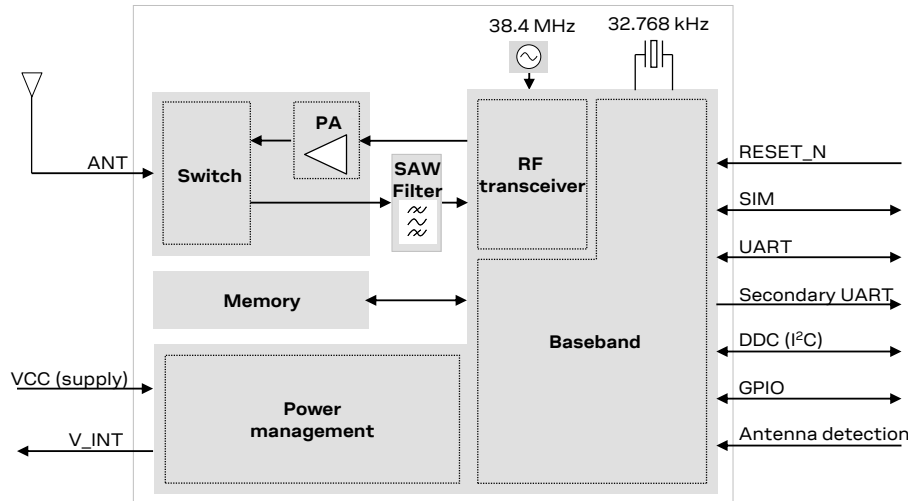 38.4 MHz
32.768 kHz
PA
ANT
Switch
SAW
Filter
RF
transceiver
RESET_N
SIM
UART
Memory
Secondary UART
Baseband
DDC (I²C)
VCC (supply)
GPIO
Power
management
V_INT
Antenna detection